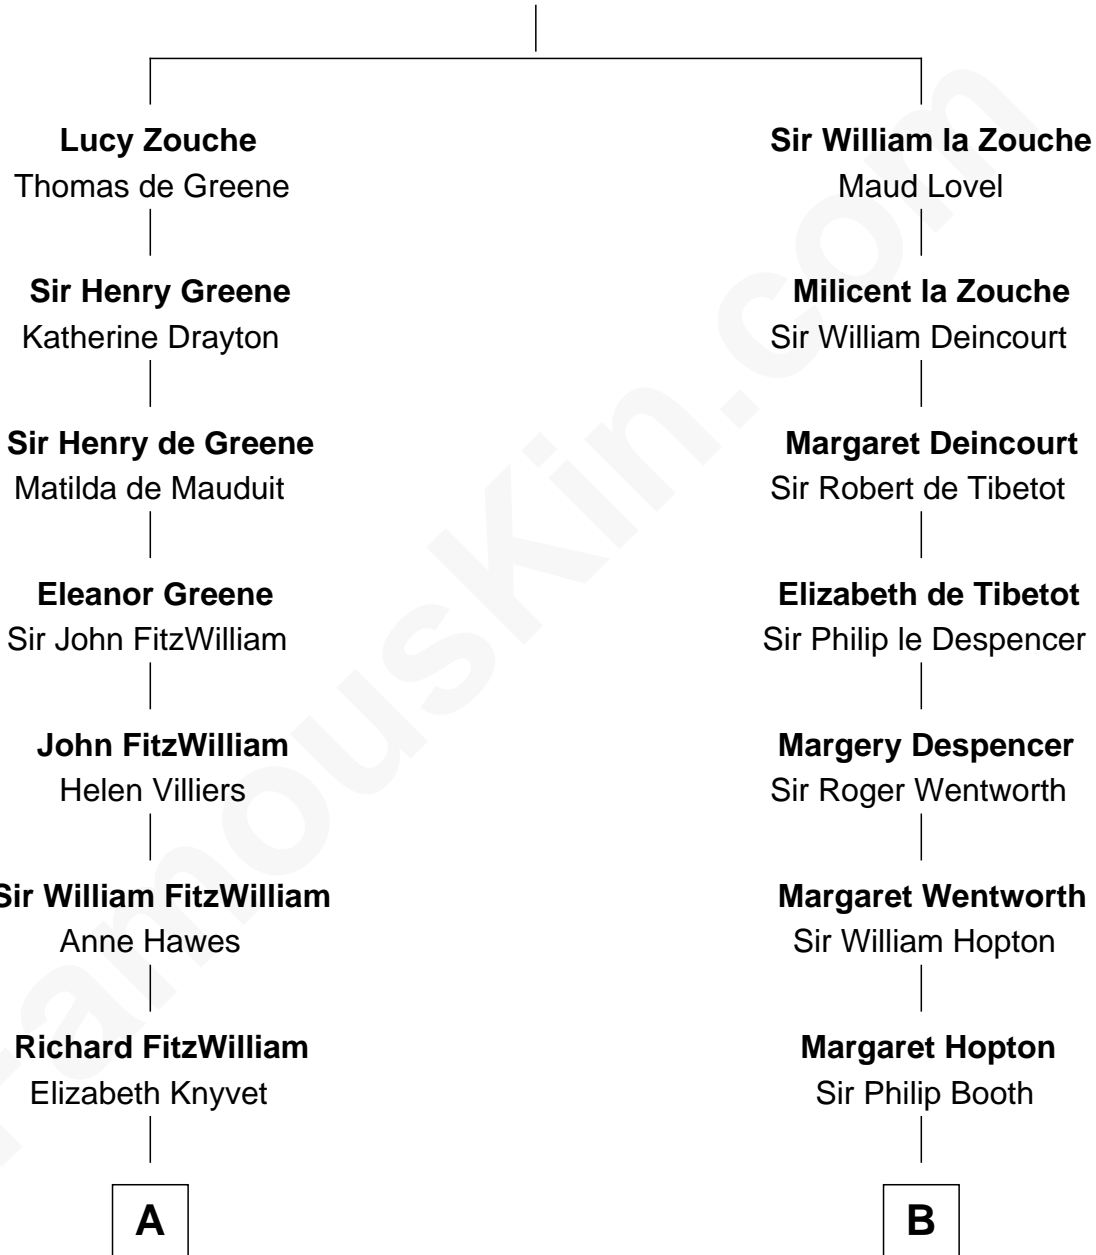 Lucy Zouche
Thomas de Greene
Sir Henry Greene
Katherine Drayton
Sir Henry de Greene
Matilda de Mauduit
Eleanor Greene
Sir John FitzWilliam
John FitzWilliam
Helen Villiers
Sir William FitzWilliam
Anne Hawes
Richard FitzWilliam
Elizabeth Knyvet
A
Sir William la Zouche
Maud Lovel
Milicent la Zouche
Sir William Deincourt
Margaret Deincourt
Sir Robert de Tibetot
Elizabeth de Tibetot
Sir Philip le Despencer
Margery Despencer
Sir Roger Wentworth
Margaret Wentworth
Sir William Hopton
Margaret Hopton
Sir Philip Booth
B
FamousKin.com